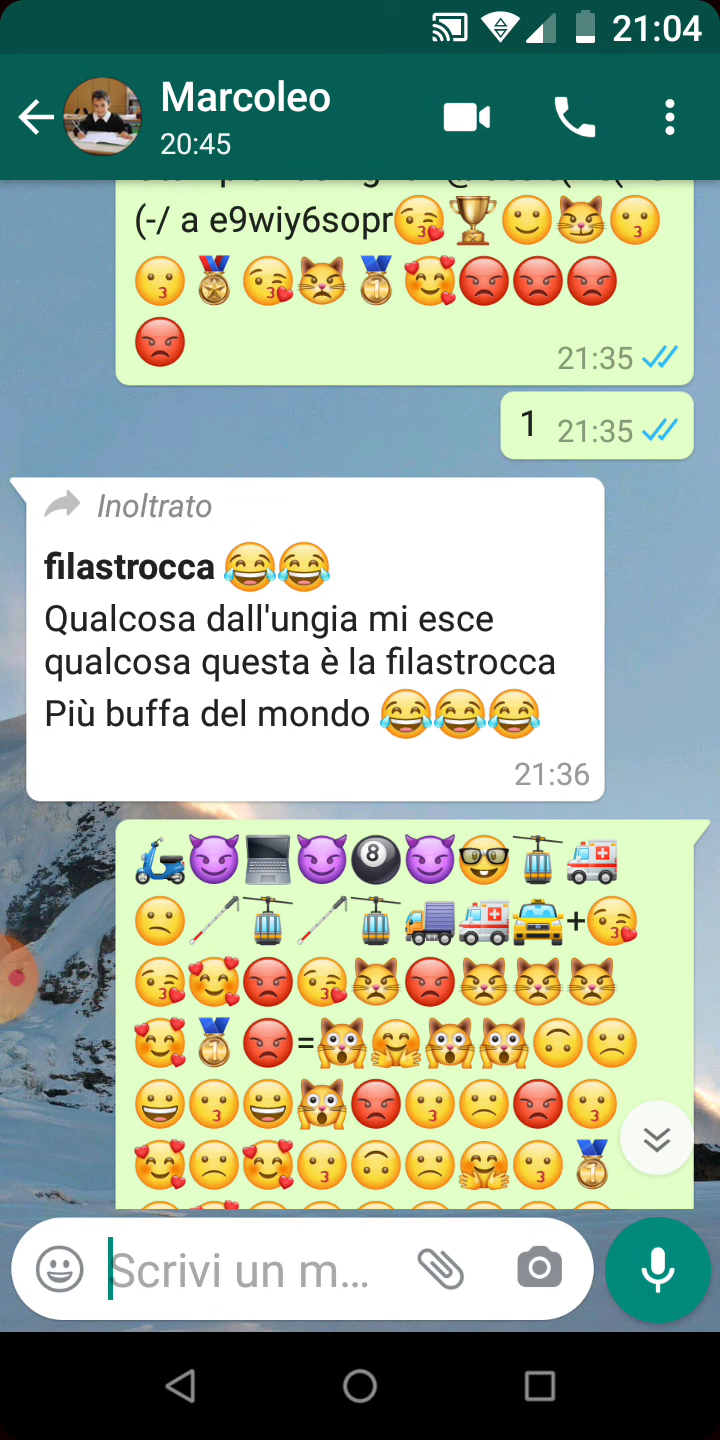 21:04
Marcoleo
20:45
(-/ a e9wiy6sopr😘🏆🙂😼😗
😗🏅😘😾🥇🥰😡😡😡
😡
21:35
1 21:35
Inoltrato
filastrocca 😂😂
Qualcosa dall'ungia mi esce
qualcosa questa è la filastrocca
Più buffa del mondo 😂😂😂
21:36
🛵😈💻😈🎱😈🤓🚡🚑
🙁🦯🚡🦯🚡🚚🚑🚖+😘
😘🥰😡😘😾😡😾😾😾
🥰🥇😡=🙀🤗🙀🙀🙃🙁
😀😗😀🙀😡😗🙁😡😗
🥰🙁🥰😗🙃🙁🤗😗🥇
Scrivi un m...